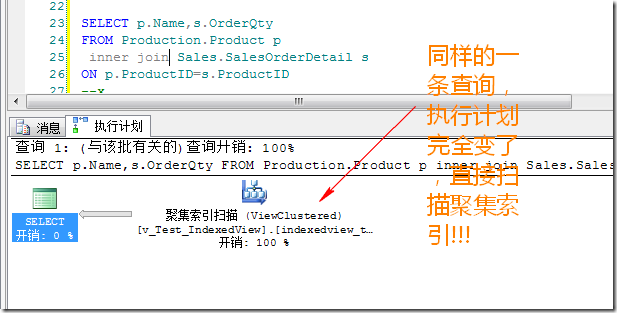 22
23 SELECT p.Name,s.OrderQty
24 FROM Production.Product p
25 inner join Sales.SalesOrderDetail s
26 ON p.ProductID=s.ProductID
27 --x
同样的一
条查询，
执行计划
完全变了
，直接扫
描聚集索
引!!!
消息 执行计划
查询 1: (与该批有关的)查询开销: 100%
SELECT p.Name,s.OrderQty FROM Production.Product p inner join Sales.Sales
SELECT
开销: 0 %
聚集索引扫描 (ViewClustered)
[v_Test_IndexedView].[indexedview_t…
开销: 100 %